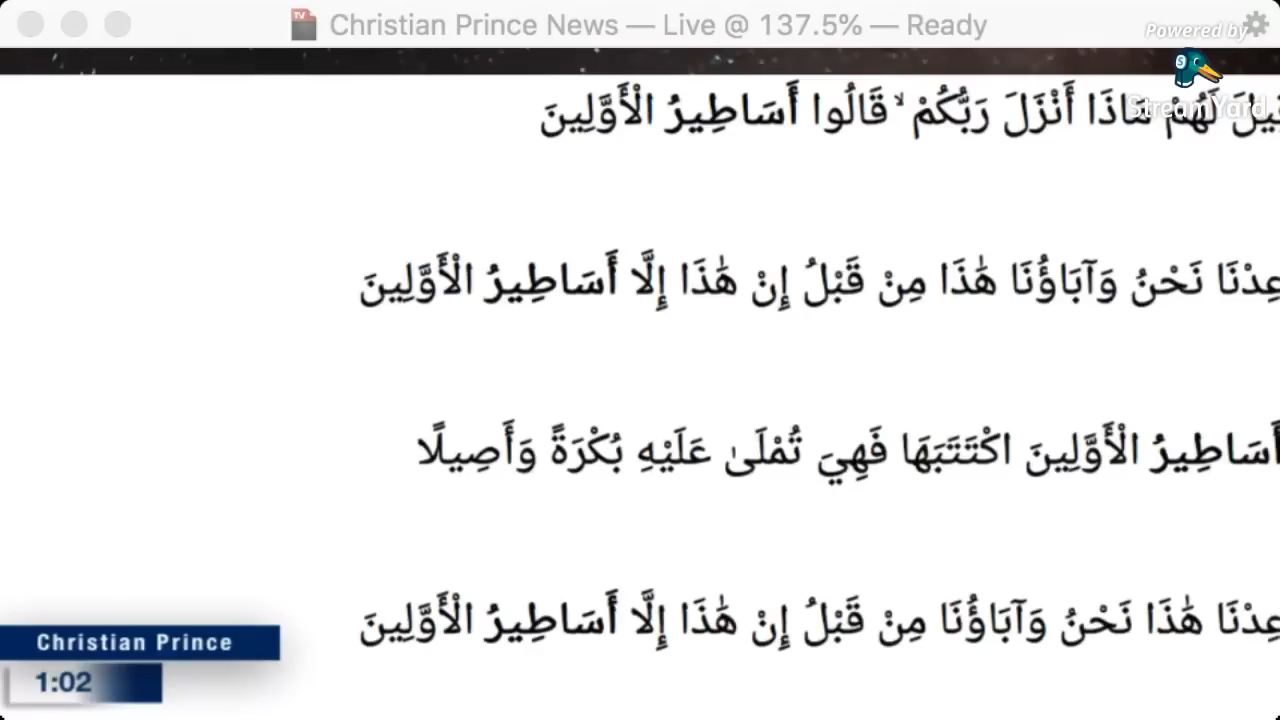 Christian Prince News — Live @ 137.5% — Ready
Powered by
StreamYard
لَهُمْ مَاذَا أَنْزَلَ رَبُّكُمْ ۙ قَالُوا أَسَاطِيرُ الْأَوَّلِينَ
نَحْنُ وَآبَاؤُنَا هَٰذَا مِنْ قَبْلُ إِنْ هَٰذَا إِلَّا أَسَاطِيرُ الْأَوَّلِينَ
أَسَاطِيرُ الْأَوَّلِينَ اكْتَتَبَهَا فَهِيَ تُمْلَىٰ عَلَيْهِ بُكْرَةً وَأَصِيلًا
هَٰذَا نَحْنُ وَآبَاؤُنَا مِنْ قَبْلُ إِنْ هَٰذَا إِلَّا أَسَاطِيرُ الْأَوَّلِينَ
Christian Prince
1:02